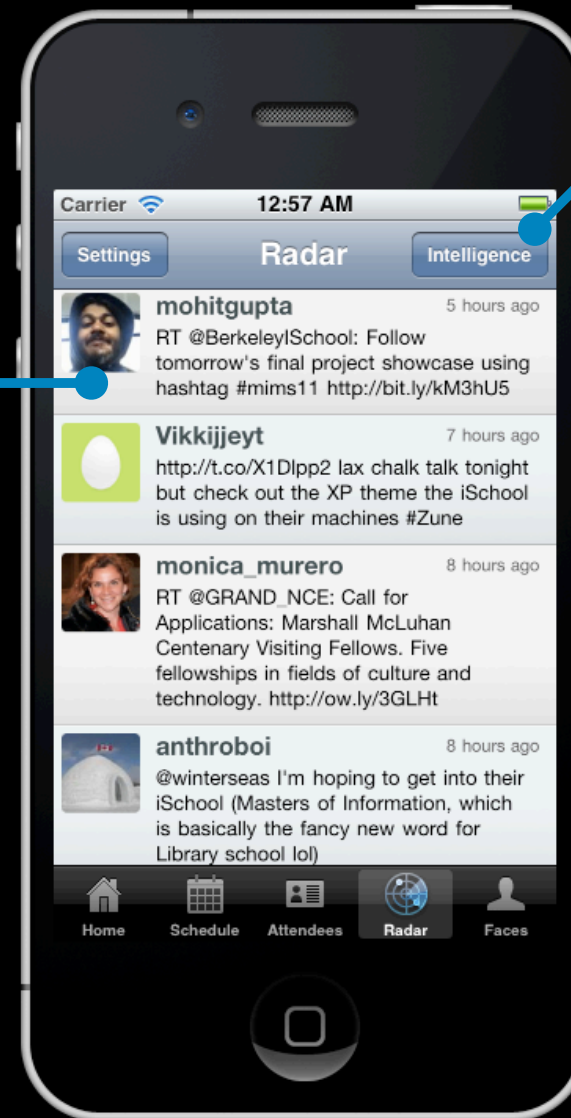 Carrier 12:57 AM
Settings Radar Intelligence
mohitgupta 5 hours ago
RT @BerkeleyISchool: Follow
tomorrow's final project showcase using
hashtag #mims11 http://bit.ly/kM3hU5
Vikkijjeyt 7 hours ago
http://t.co/X1Dlpp2 lax chalk talk tonight
but check out the XP theme the iSchool
is using on their machines #Zune
monica_murero 8 hours ago
RT @GRAND_NCE: Call for
Applications: Marshall McLuhan
Centenary Visiting Fellows. Five
fellowships in fields of culture and
technology. http://ow.ly/3GLHt
anthroboi 8 hours ago
@winterseas I'm hoping to get into their
iSchool (Masters of Information, which
is basically the fancy new word for
Library school lol)
Home Schedule Attendees Radar Faces